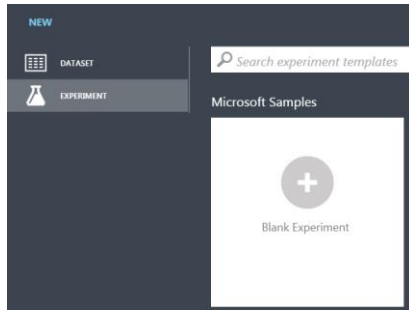 NEW
DATASET
EXPERIMENT
Search experiment templates
Microsoft Samples
Blank Experiment